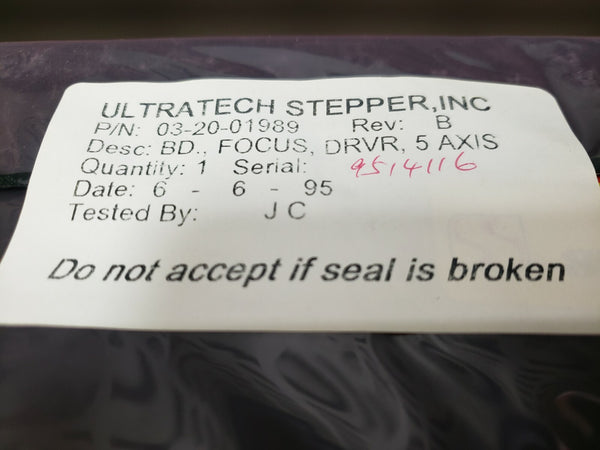 ULTRATECH STEPPER,INC
P/N: 03-20-01989 Rev: B
Desc: BD., FOCUS, DRVR, 5 AXIS
Quantity: 1 Serial: 9514116
Date: 6 - 6 - 95
Tested By: J C
Do not accept if seal is broken